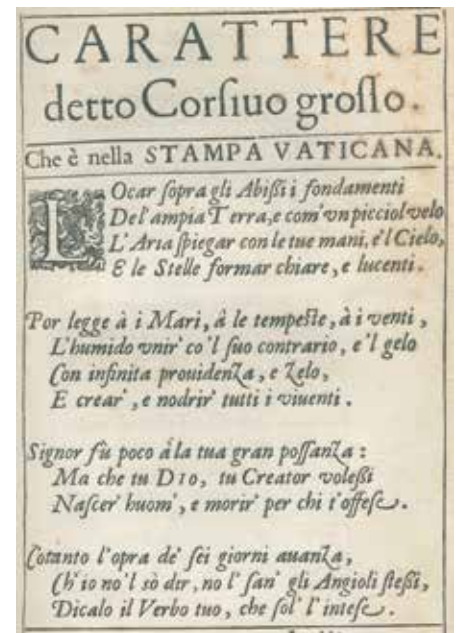 CARATTERE
detto Corſiuo groſſo.
Che è nella STAMPA VATICANA.
LOcar ſopra gli Abiſſi i fondamenti
Del' ampia Terra, e com' vn picciol velo
L' Aria ſpiegar con le tue mani, e'l Cielo,
E le Stelle formar chiare, e lucenti.
Por legge à i Mari, à le tempeſte, à i venti,
L'humido vnir' co'l ſuo contrario, e'l gelo
Con infinita prouidenza, e Zelo,
E crear', e nodrir' tutti i viuenti.
Signor fù poco à la tua gran poſſanza:
Ma che tu DIO, tu Creator voleſſi
Naſcer' huom', e morir' per chi t'offeſe.
Cotanto l'opra de' ſei giorni auanza,
Ch'io no'l sò dir, no l' ſan' gli Angioli ſteſſi,
Dicalo il Verbo tuo, che ſol' l'inteſe.